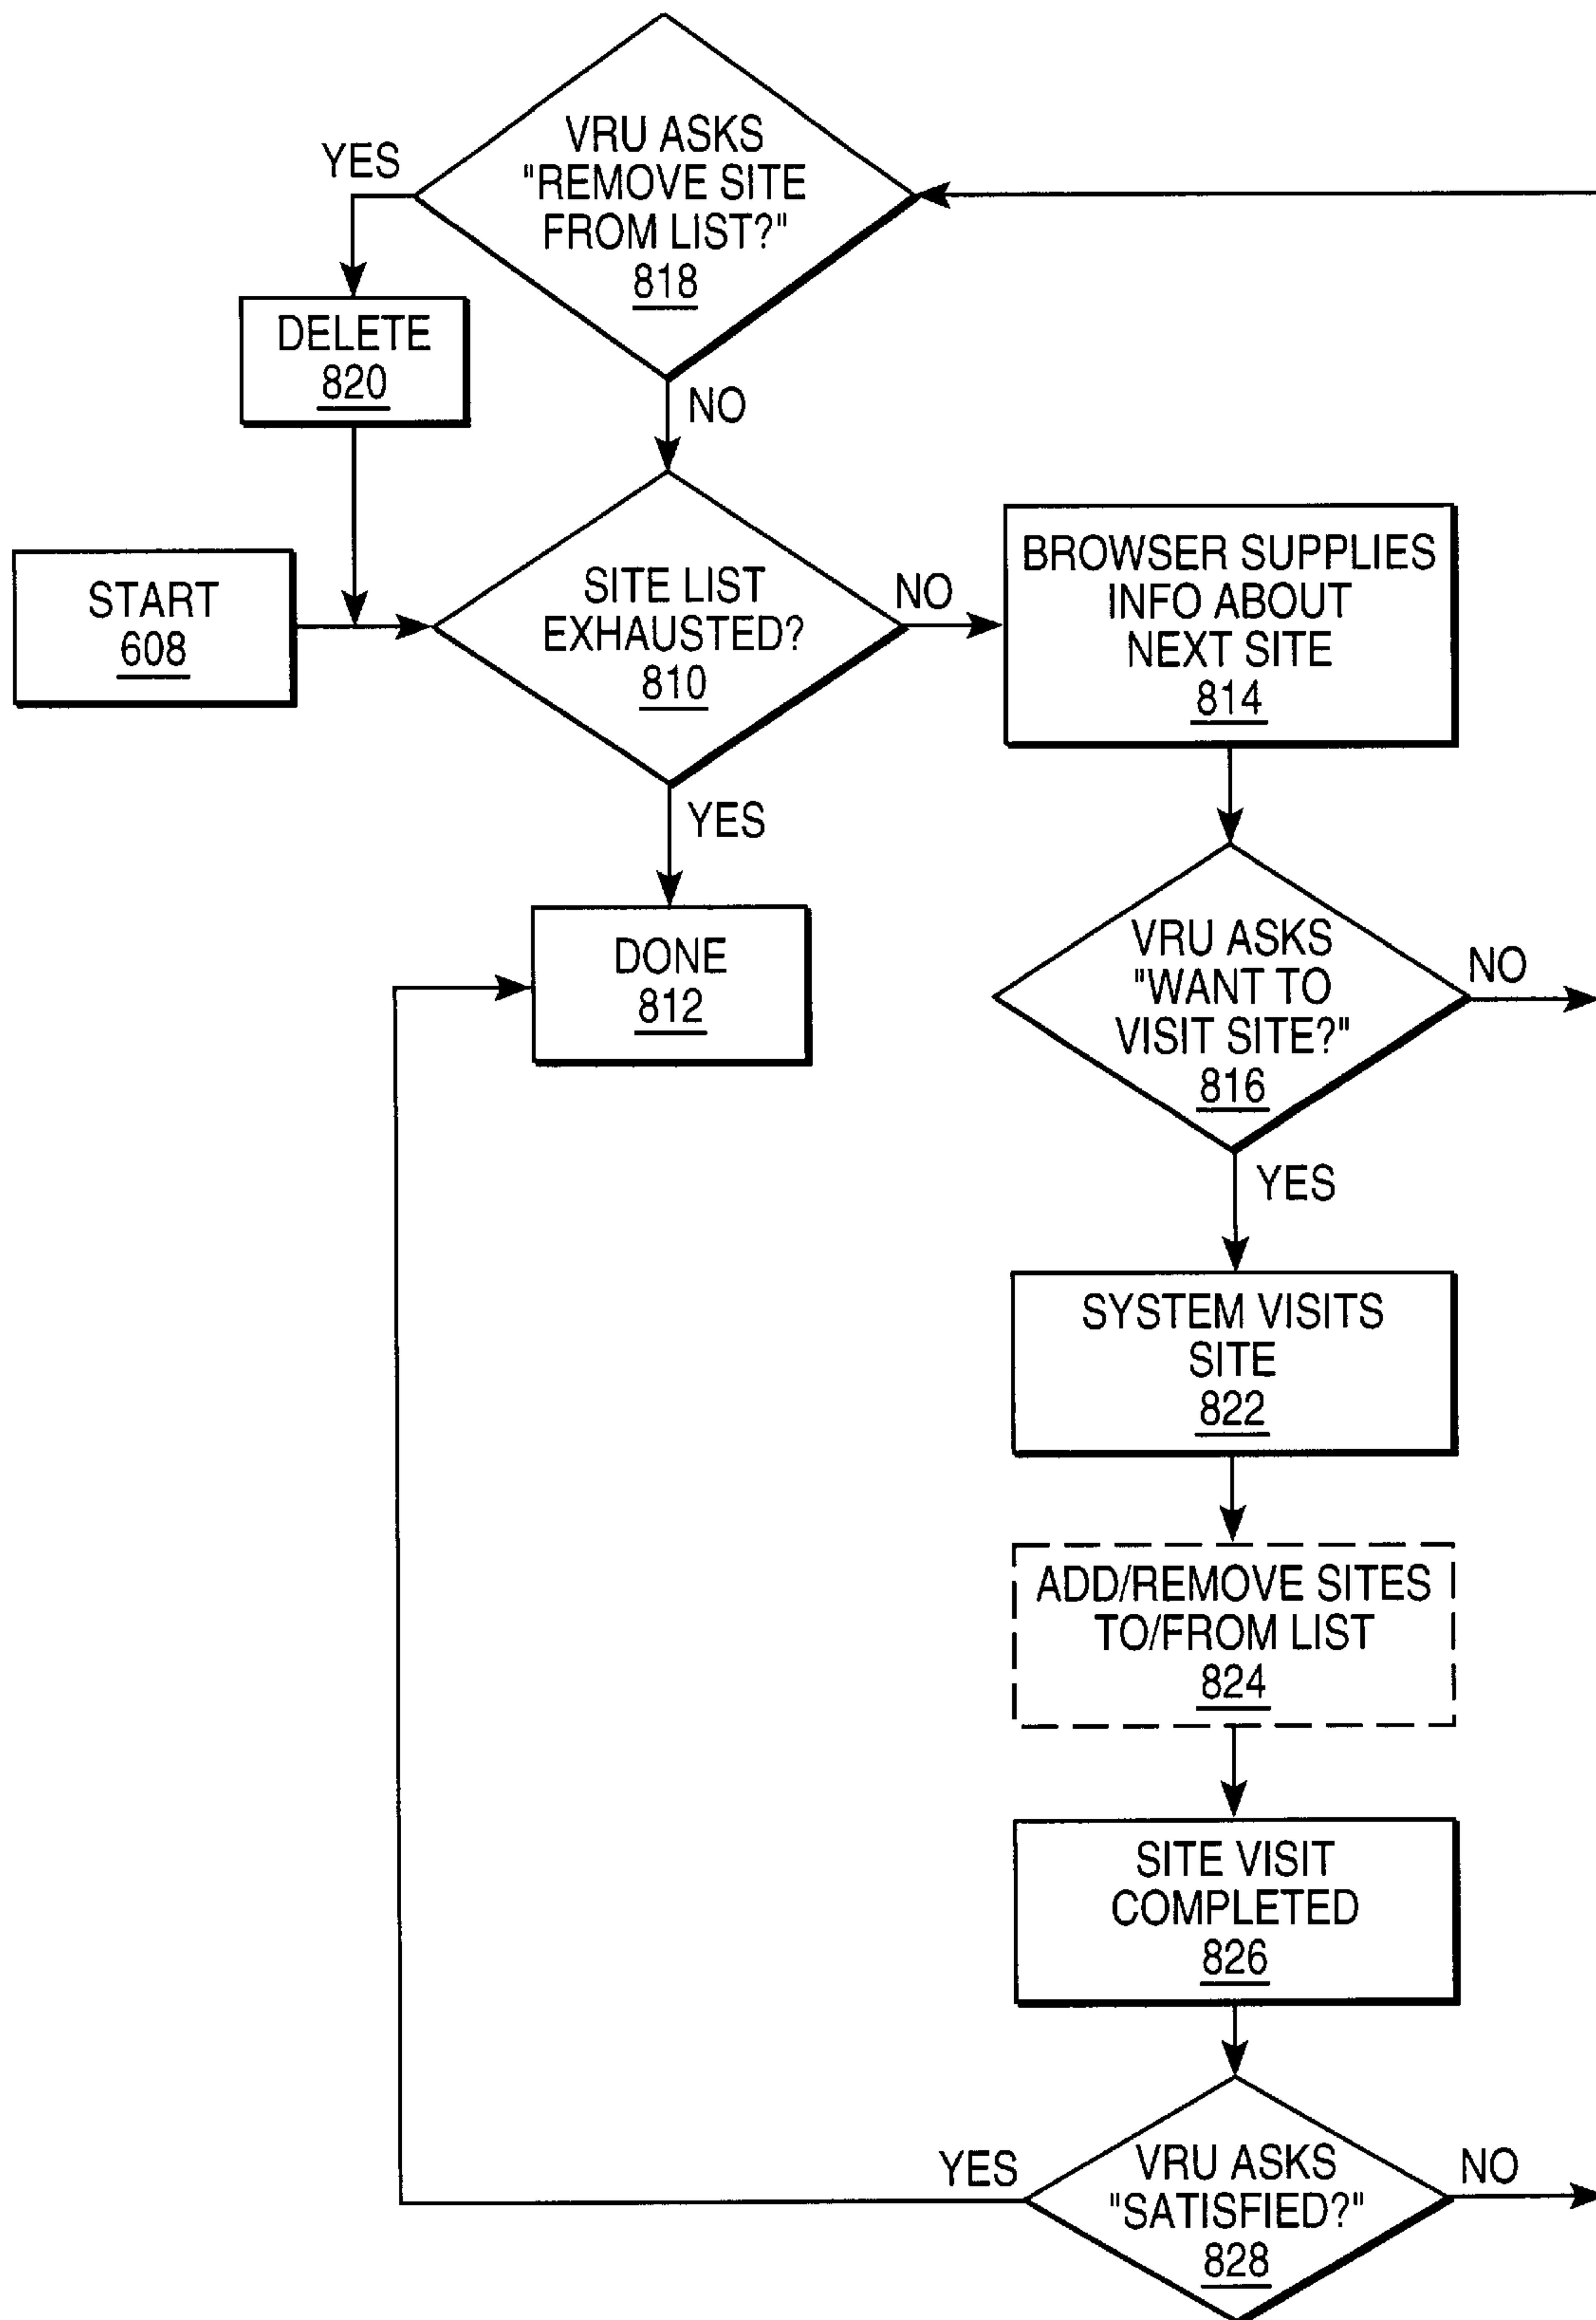 VRU ASKS
"REMOVE SITE
FROM LIST?"
818
YES
DELETE
820
NO
START
608
SITE LIST
EXHAUSTED?
810
NO
BROWSER SUPPLIES
INFO ABOUT
NEXT SITE
814
YES
DONE
812
VRU ASKS
"WANT TO
VISIT SITE?"
816
NO
YES
SYSTEM VISITS
SITE
822
ADD/REMOVE SITES
TO/FROM LIST
824
SITE VISIT
COMPLETED
826
YES
VRU ASKS
"SATISFIED?"
828
NO